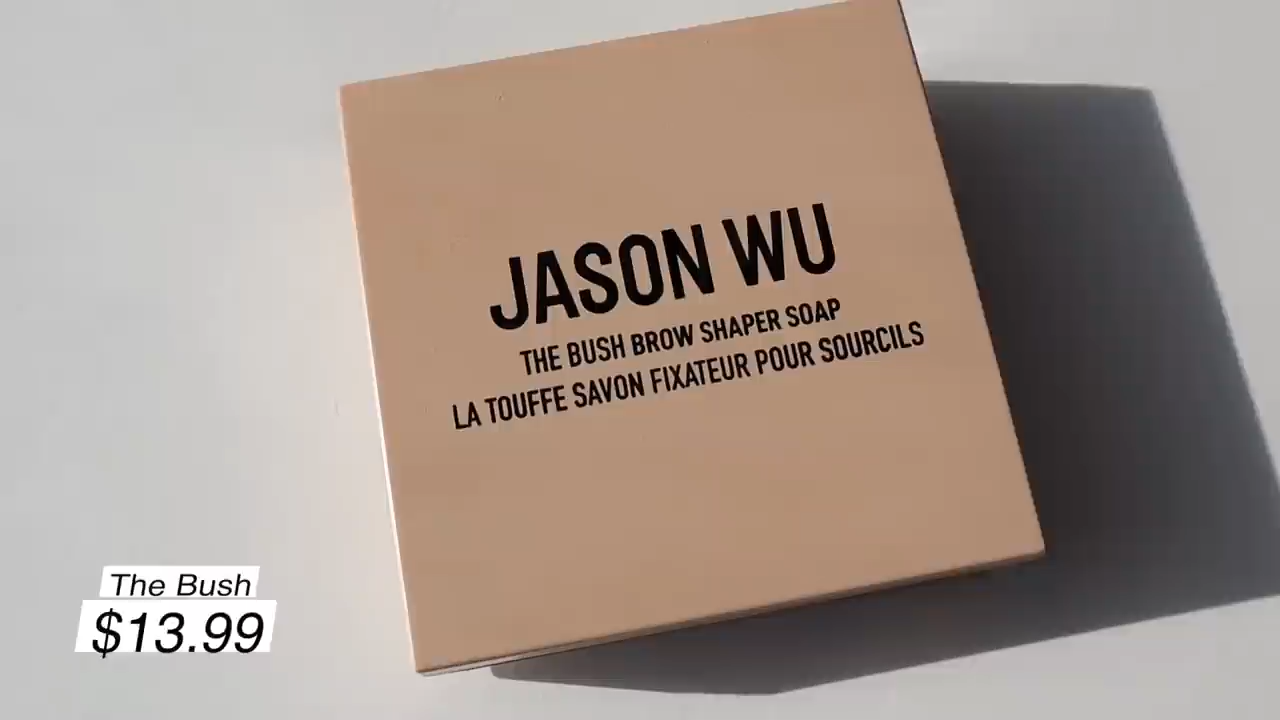 JASON WU
THE BUSH BROW SHAPER SOAP
LA TOUFFE SAVON FIXATEUR POUR SOURCILS
The Bush
$13.99